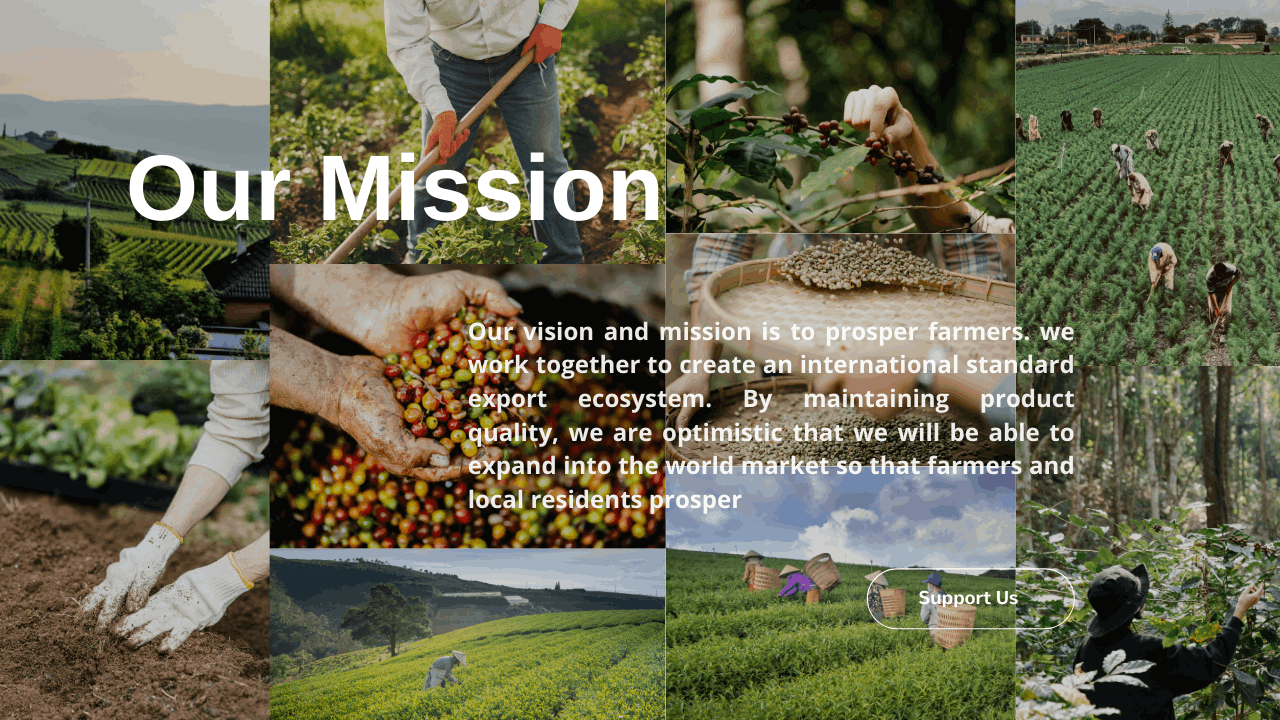 Our Mission
Our vision and mission is to prosper farmers. we
work together to create an international standard
export ecosystem. By maintaining product
quality, we are optimistic that we will be able to
expand into the world market so that farmers and
local residents prosper
Support Us